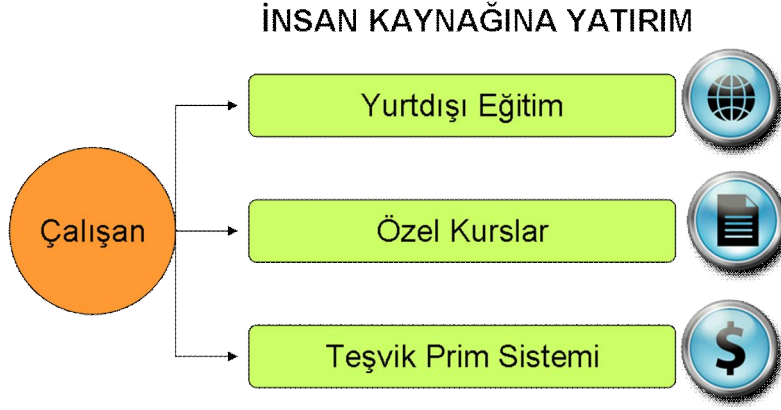 İNSAN KAYNAĞINA YATIRIM
Yurtdışı Eğitim
Çalışan
Özel Kurslar
Teşvik Prim Sistemi
$